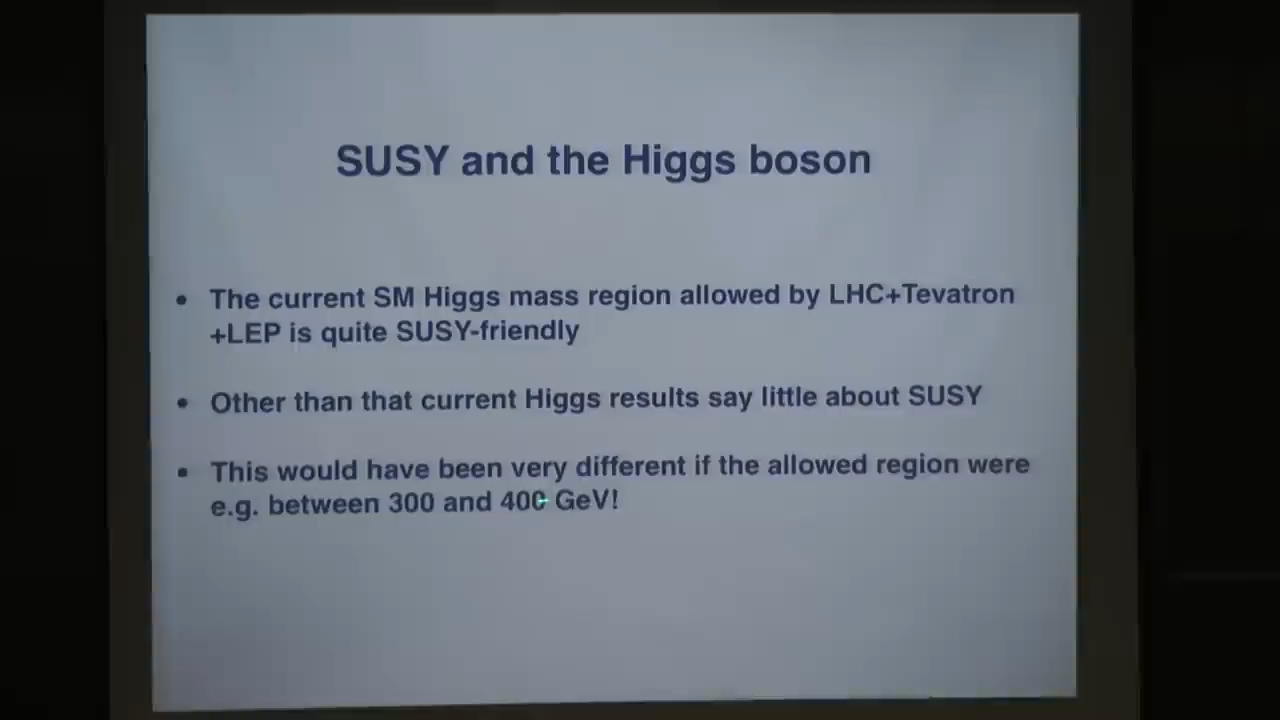 SUSY and the Higgs boson
• The current SM Higgs mass region allowed by LHC+Tevatron
+LEP is quite SUSY-friendly
• Other than that current Higgs results say little about SUSY
• This would have been very different if the allowed region were
e.g. between 300 and 400 GeV!